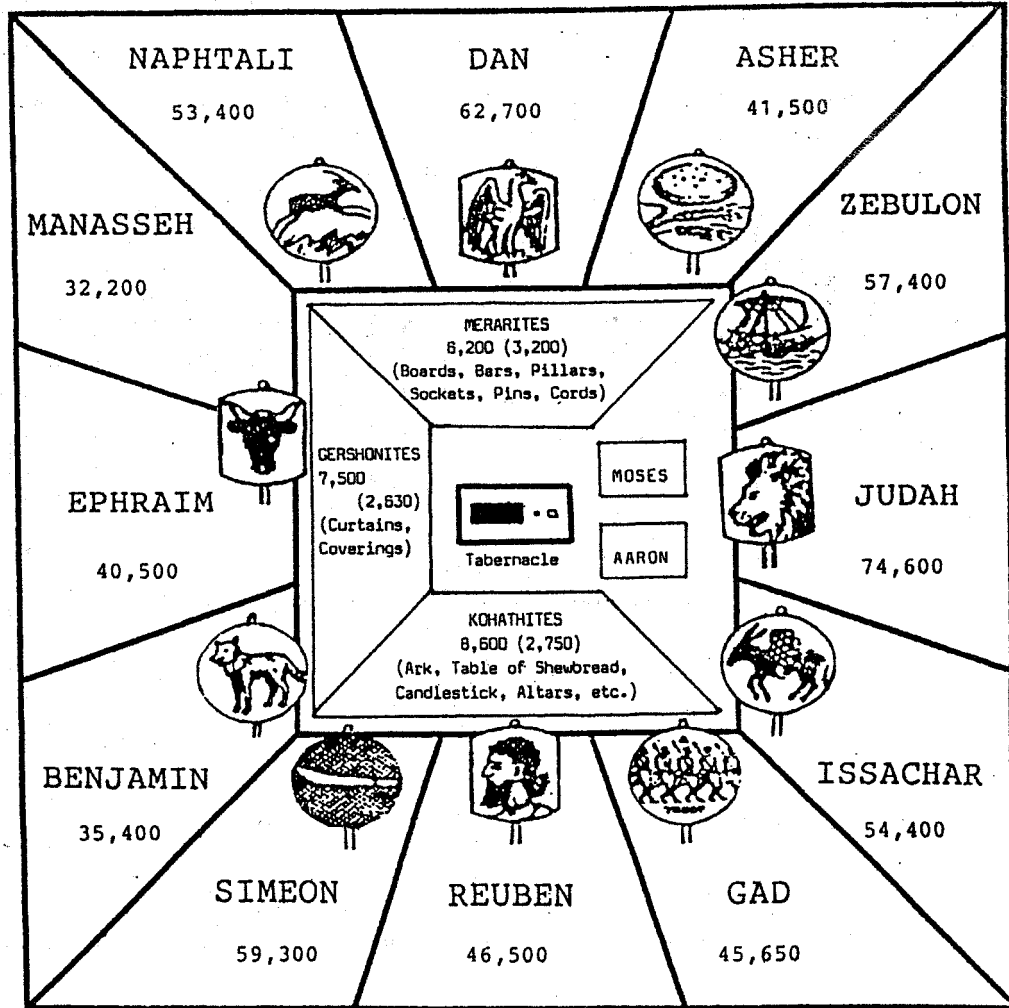 NAPHTALI
53,400
DAN
62,700
ASHER
41,500
MANASSEH
32,200
ZEBULON
57,400
MERARITES
6,200 (3,200)
(Boards, Bars, Pillars,
Sockets, Pins, Cords)
GERSHONITES
7,500
(2,630)
(Curtains,
Coverings)
MOSES
AARON
Tabernacle
EPHRAIM
40,500
JUDAH
74,600
KOHATHITES
8,600 (2,750)
(Ark, Table of Shewbread,
Candlestick, Altars, etc.)
BENJAMIN
35,400
ISSACHAR
54,400
SIMEON
59,300
REUBEN
46,500
TROOP
GAD
45,650